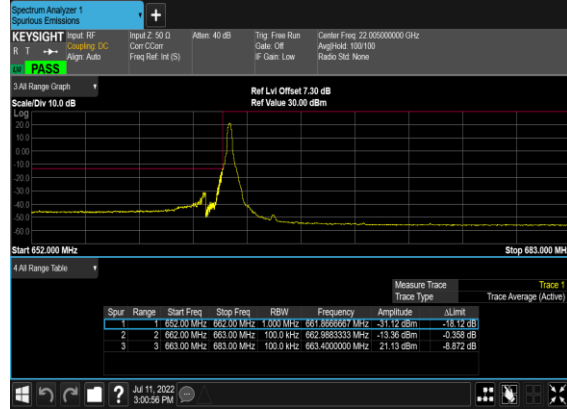 Spectrum Analyzer 1
Spurious Emissions
+
KEYSIGHT Input: RF Input Z: 50 Ω Atten: 40 dB Trig: Free Run Center Freq: 22.005000000 GHz
R T Coupling: DC Corr CCorr Gate: Off Avg|Hold: 100/100
Align: Auto Freq Ref: Int (S) IF Gain: Low Radio Std: None
PASS
3 All Range Graph
Ref Lvl Offset 7.30 dB
Scale/Div 10.0 dB Ref Value 30.00 dBm
Log
20.0
10.0
0.00
-10.0
-20.0
-30.0
-40.0
-50.0
-60.0
Start 652.000 MHz Stop 683.000 MH
4 All Range Table
Measure Trace Trace 1
Trace Type Trace Average (Active)
Spur Range Start Freq Stop Freq RBW Frequency Amplitude ΔLimit
1 1 652.00 MHz 662.00 MHz 1.000 MHz 661.8666667 MHz -31.12 dBm -18.12 dB
2 2 662.00 MHz 663.00 MHz 100.0 kHz 662.9883333 MHz -13.36 dBm -0.358 dB
3 3 663.00 MHz 683.00 MHz 100.0 kHz 663.4000000 MHz 21.13 dBm -8.872 dB
? Jul 11, 2022
3:00:56 PM